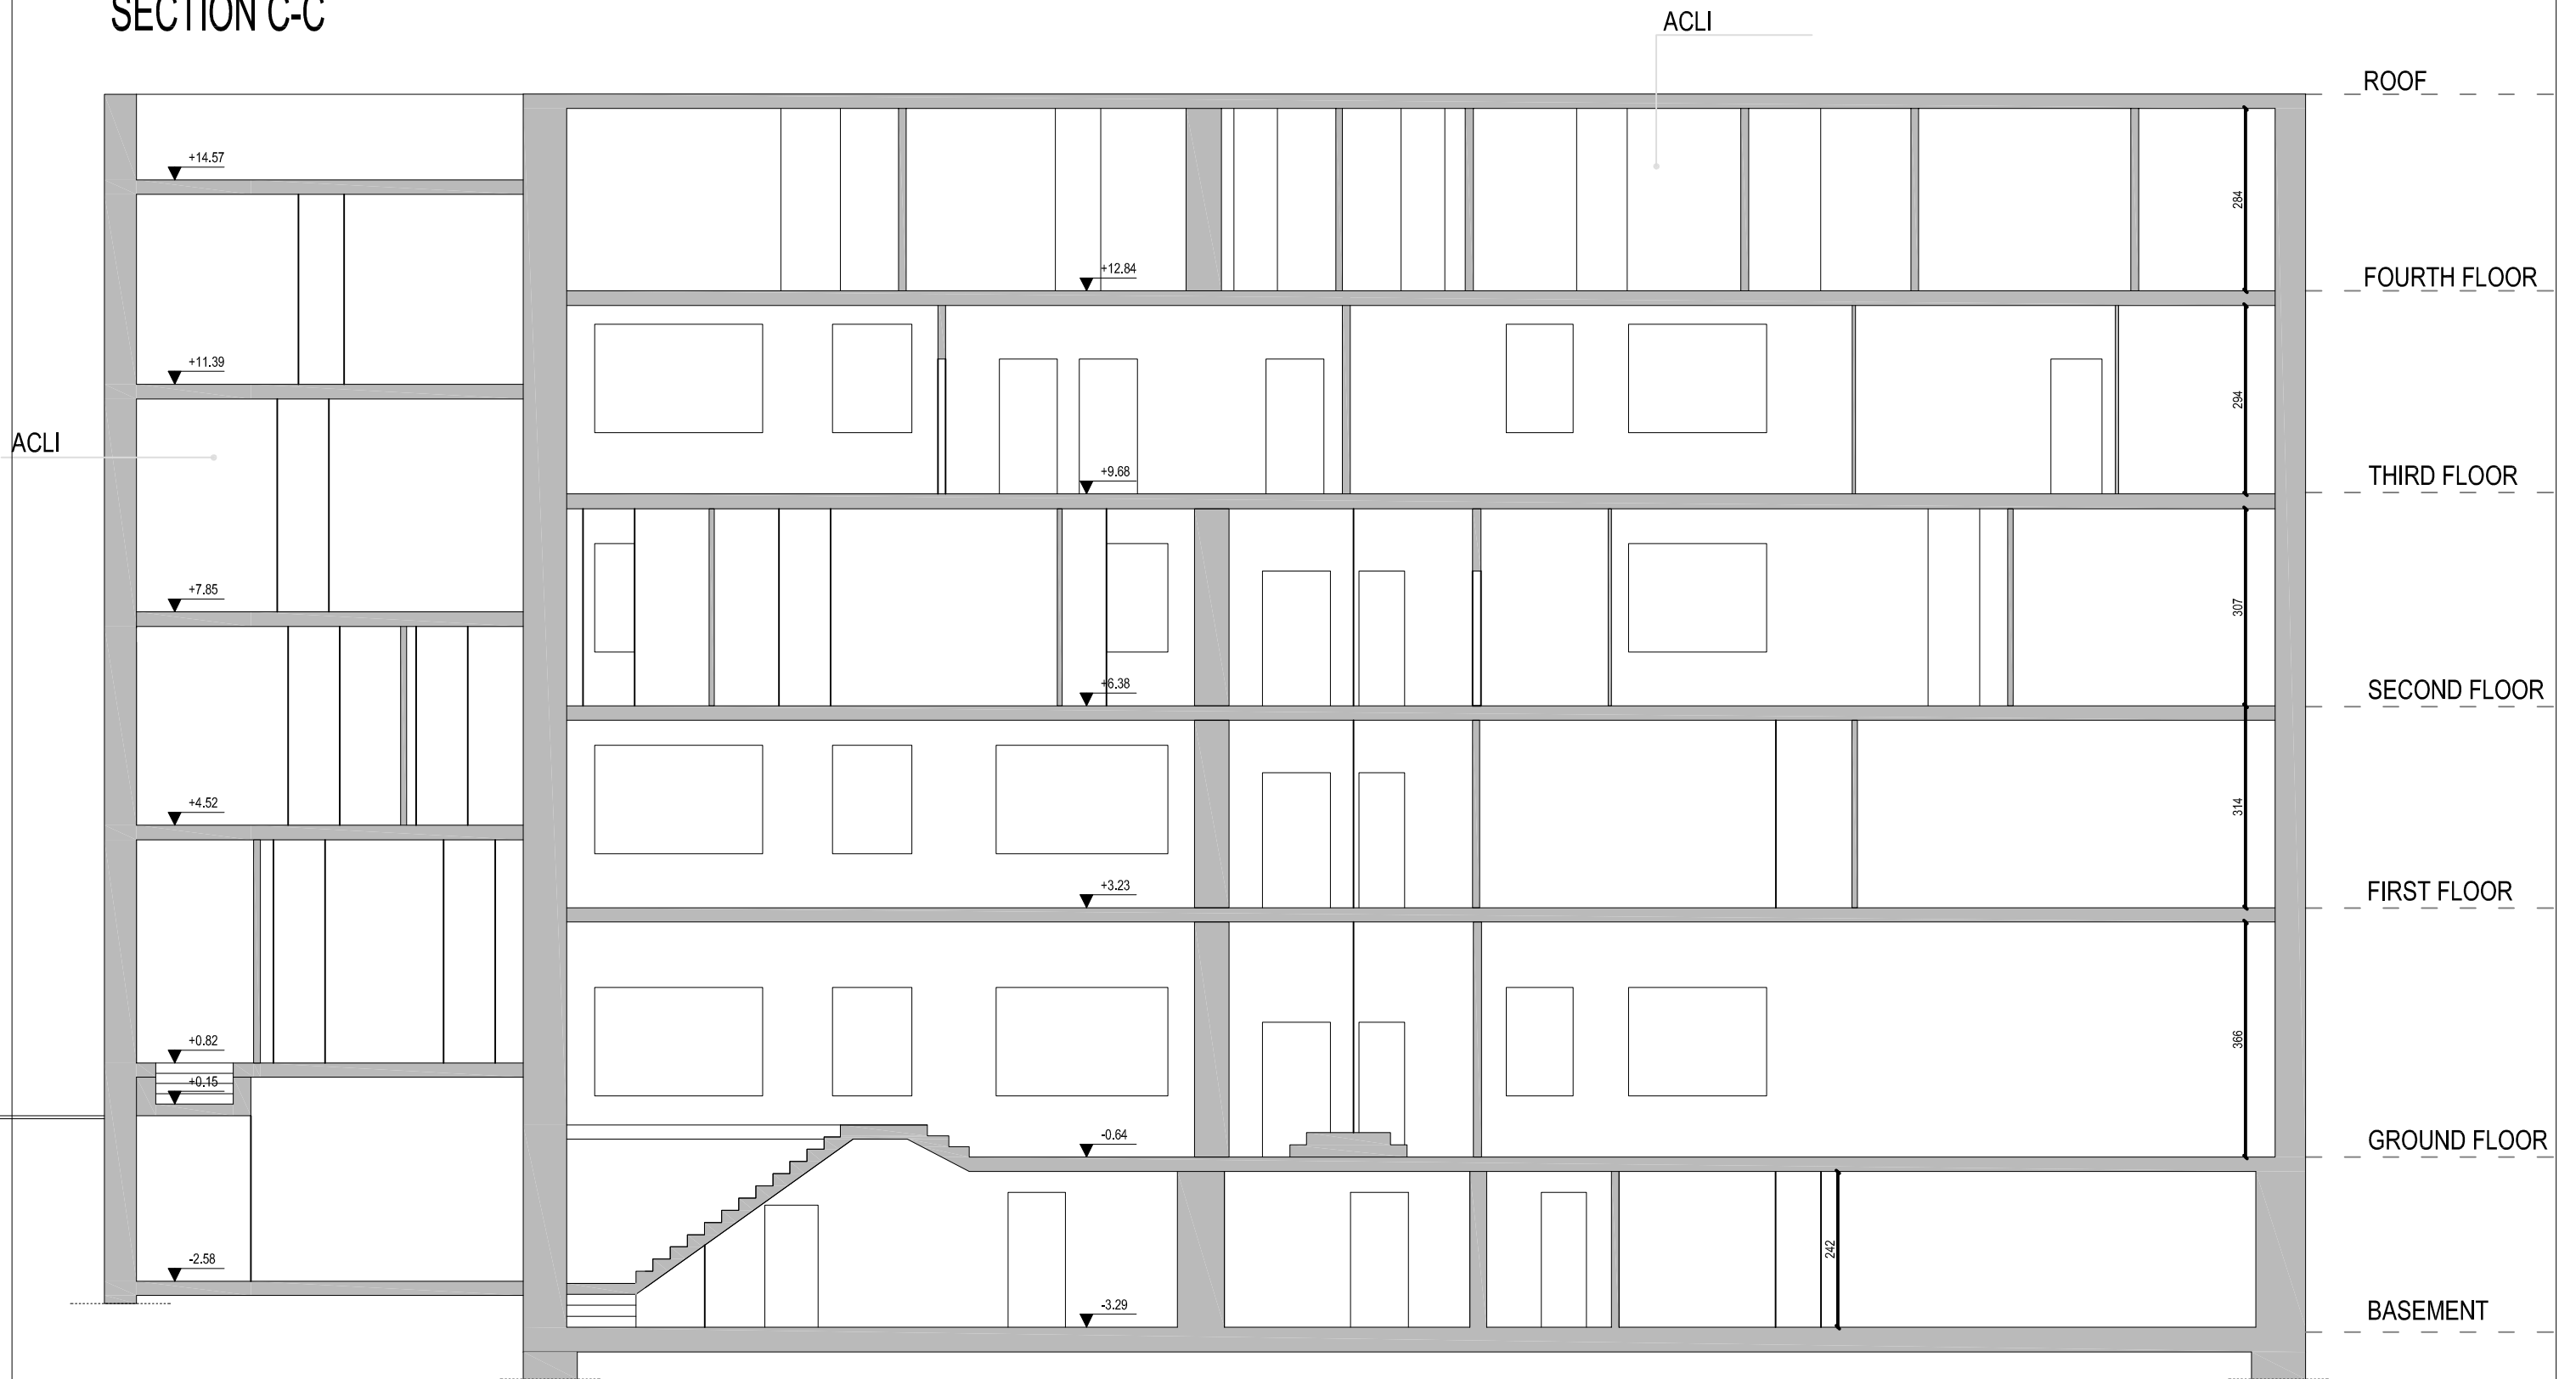 SECTION C-C
ACLI
ROOF
+14.57
284
+12.84
FOURTH FLOOR
+11.39
294
ACLI
+9.68
THIRD FLOOR
+7.85
307
+6.38
SECOND FLOOR
+4.52
314
+3.23
FIRST FLOOR
+0.82
366
+0.15
-0.64
GROUND FLOOR
-2.58
242
-3.29
BASEMENT